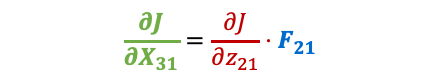 ∂J/∂X₃₁ = ∂J/∂z₂₁ · F₂₁